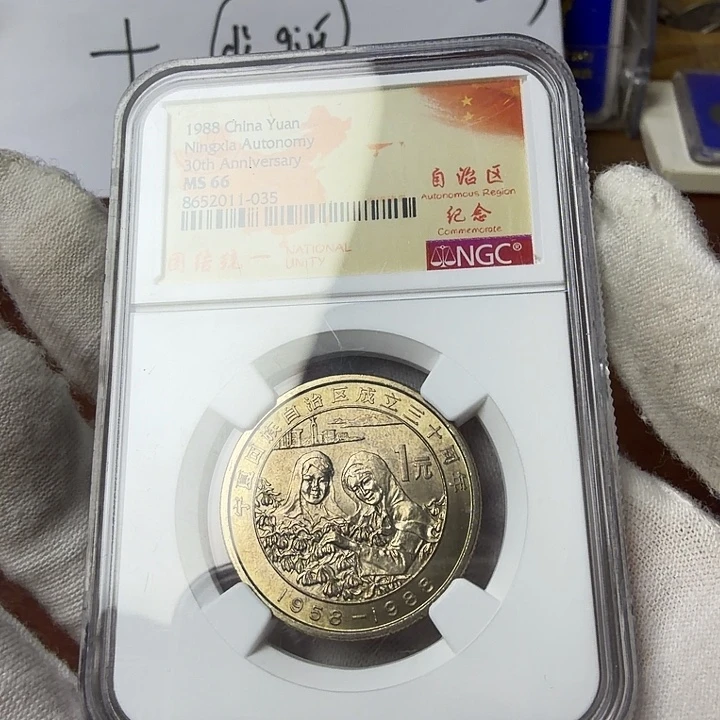 dì qiú
1988 China Yuan
Ningxia Autonomy
30th Anniversary
MS 66
8652011-035
自治区
Autonomous Region
纪念
Commemorate
团结统一
NATIONAL
UNITY
NGC®
宁夏回族自治区成立三十周年
1元
1958-1988